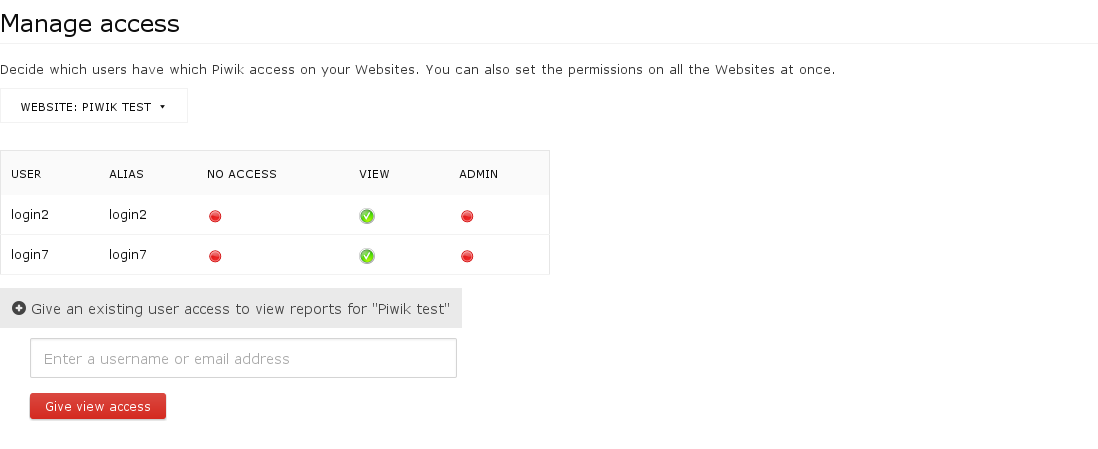 Manage access
Decide which users have which Piwik access on your Websites. You can also set the permissions on all the Websites at once.
WEBSITE: PIWIK TEST
USER ALIAS NO ACCESS VIEW ADMIN
login2 login2
login7 login7
Give an existing user access to view reports for "Piwik test"
Enter a username or email address
Give view access